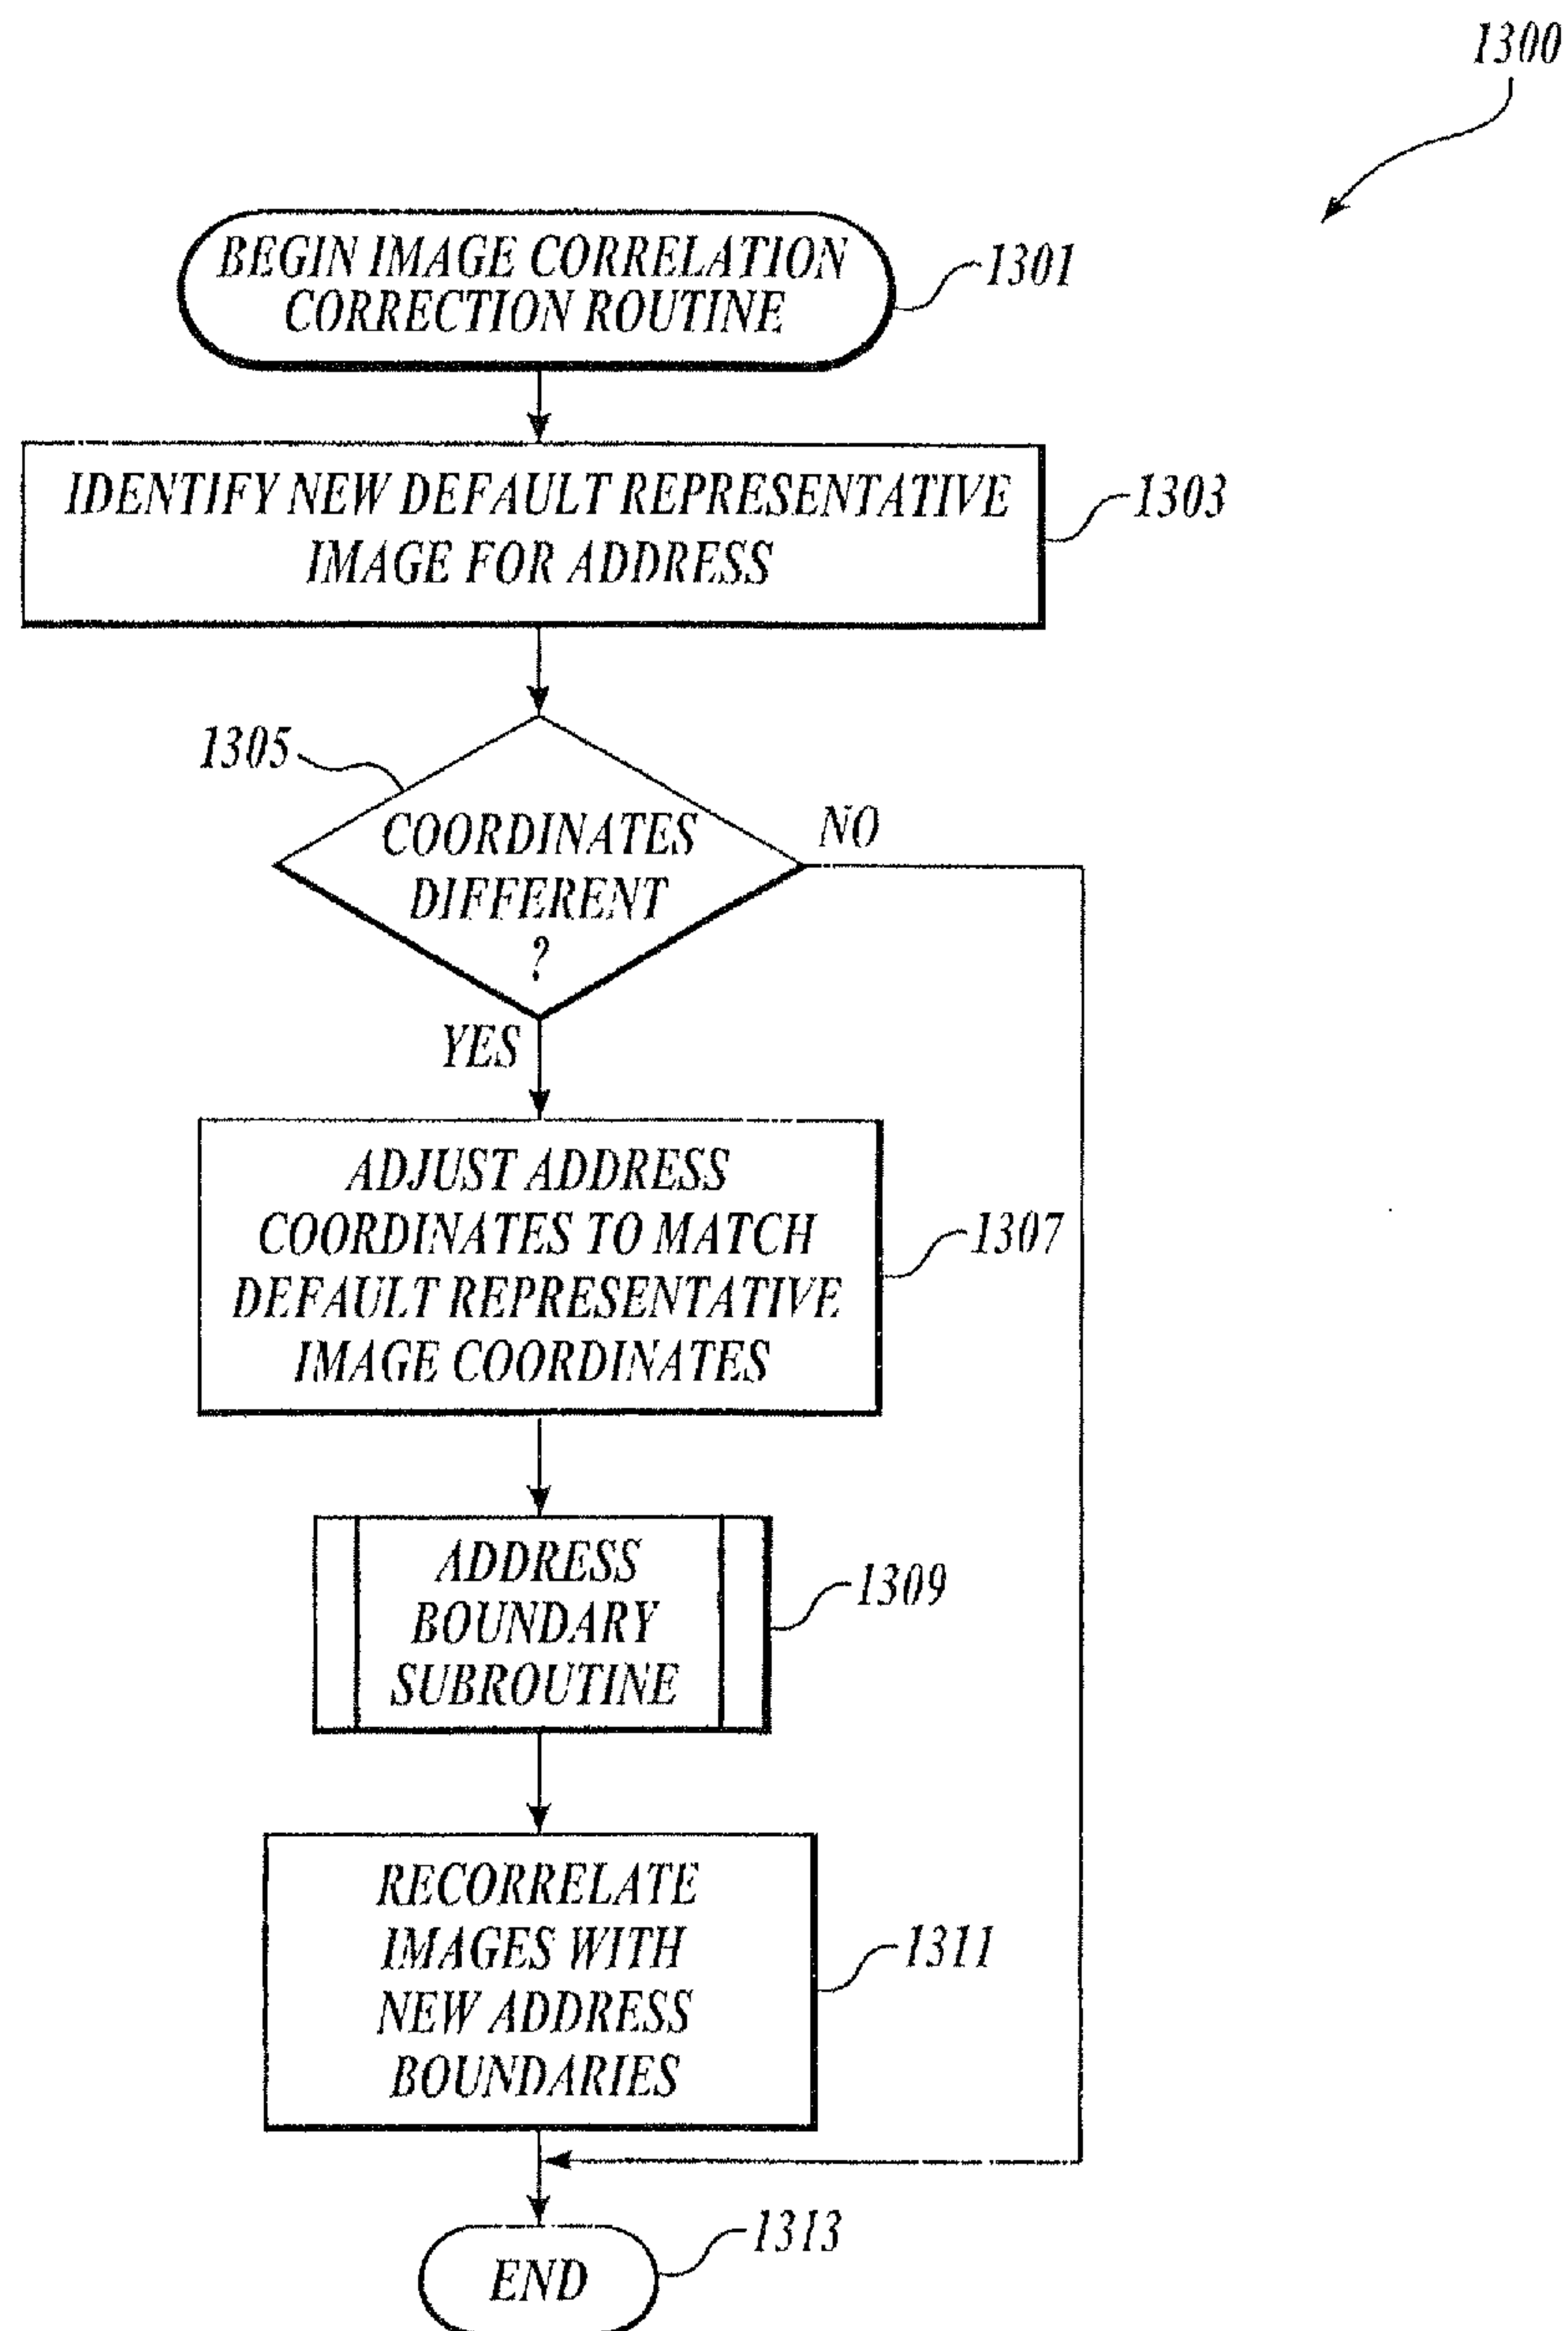 1300
BEGIN IMAGE CORRELATION
CORRECTION ROUTINE
1301
IDENTIFY NEW DEFAULT REPRESENTATIVE
IMAGE FOR ADDRESS
1303
1305
COORDINATES
DIFFERENT
?
NO
YES
ADJUST ADDRESS
COORDINATES TO MATCH
DEFAULT REPRESENTATIVE
IMAGE COORDINATES
1307
ADDRESS
BOUNDARY
SUBROUTINE
1309
RECORRELATE
IMAGES WITH
NEW ADDRESS
BOUNDARIES
1311
END
1313